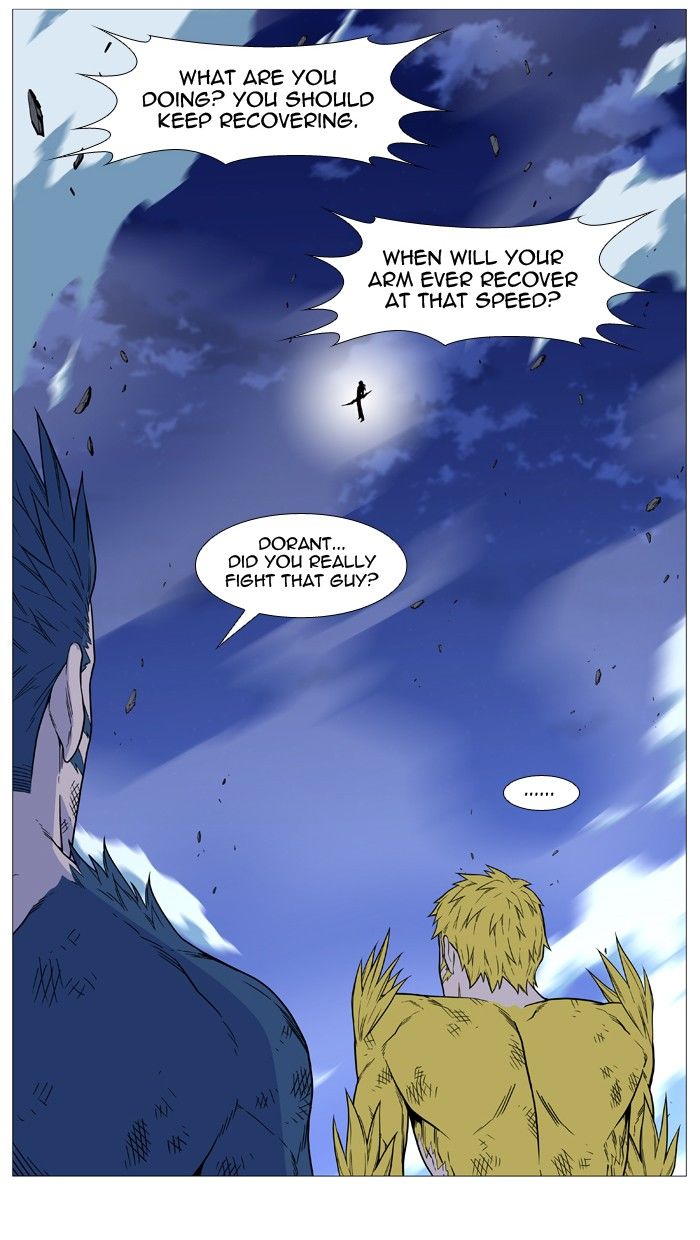 WHAT ARE YOU
DOING? YOU SHOULD
KEEP RECOVERING.
WHEN WILL YOUR
ARM EVER RECOVER
AT THAT SPEED?
DORANT...
DID YOU REALLY
FIGHT THAT GUY?
......